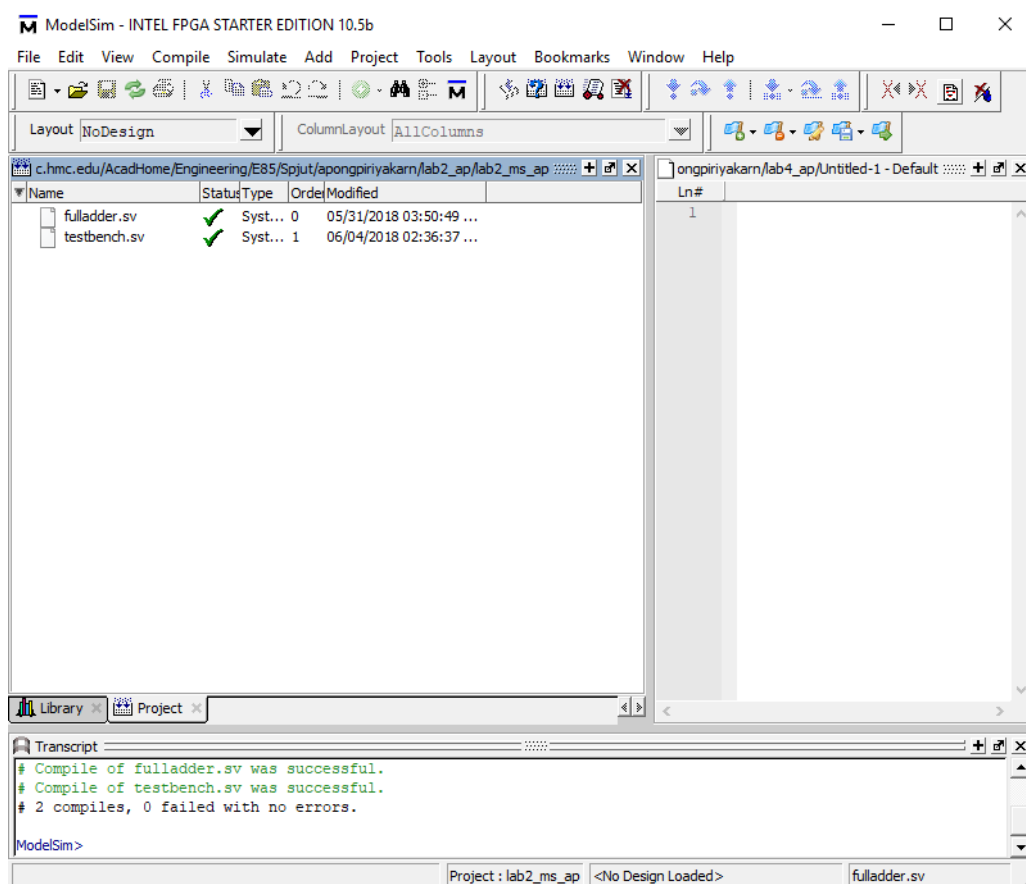 ModelSim - INTEL FPGA STARTER EDITION 10.5b
File Edit View Compile Simulate Add Project Tools Layout Bookmarks Window Help
Layout NoDesign ColumnLayout AllColumns
c.hmc.edu/AcadHome/Engineering/E85/Spjut/apongpiriyakarn/lab2_ap/lab2_ms_ap
ongpiriyakarn/lab4_ap/Untitled-1 - Default
Name Status Type Order Modified
Ln#
fulladder.sv Syst... 0 05/31/2018 03:50:49 ...
1
testbench.sv Syst... 1 06/04/2018 02:36:37 ...
Library Project
Transcript
# Compile of fulladder.sv was successful.
# Compile of testbench.sv was successful.
# 2 compiles, 0 failed with no errors.
ModelSim>
Project : lab2_ms_ap <No Design Loaded> fulladder.sv